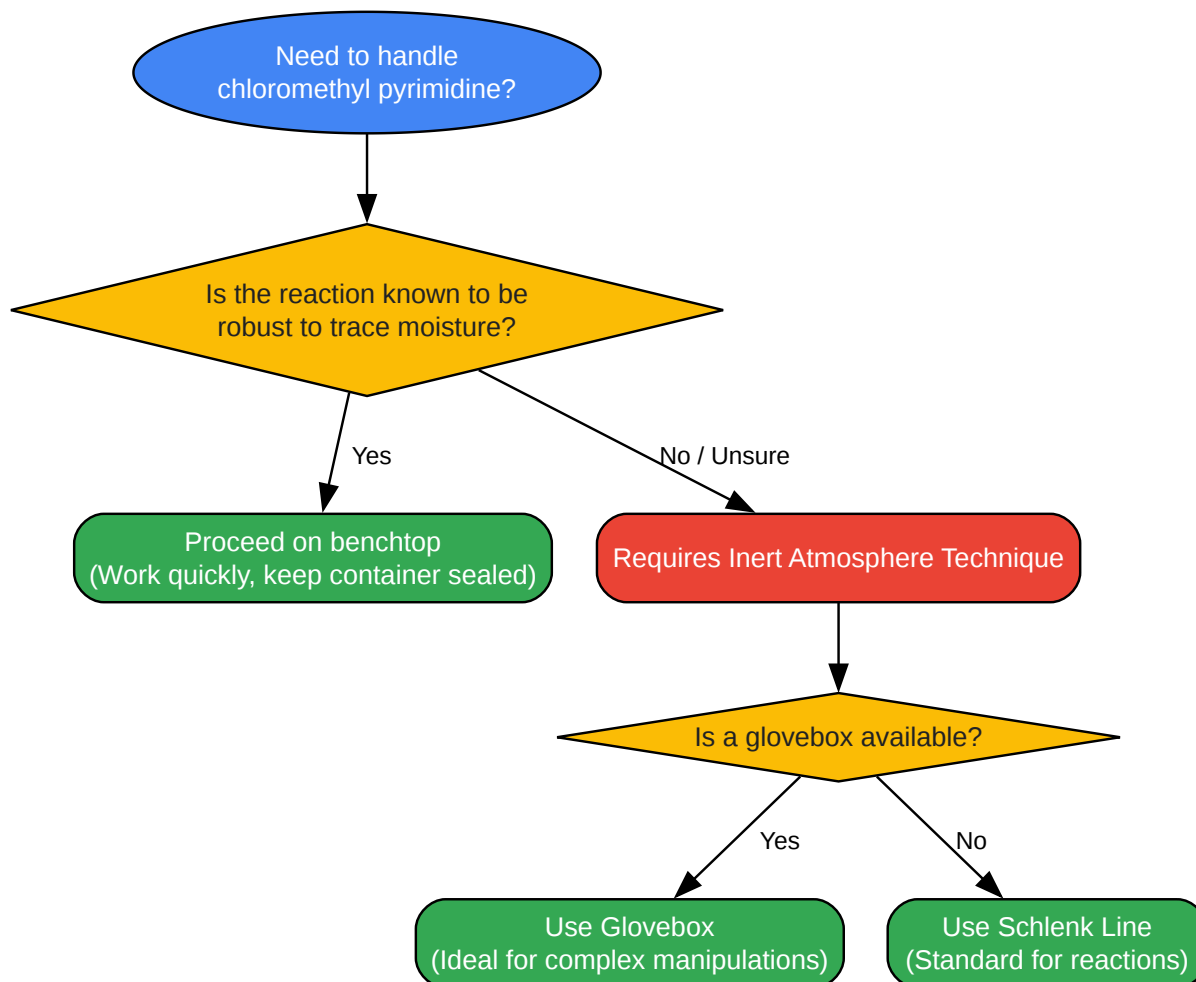 Need to handle
chloromethyl pyrimidine?
Is the reaction known to be
robust to trace moisture?
Yes
No / Unsure
Proceed on benchtop
(Work quickly, keep container sealed)
Requires Inert Atmosphere Technique
Is a glovebox available?
Yes
No
Use Glovebox
(Ideal for complex manipulations)
Use Schlenk Line
(Standard for reactions)